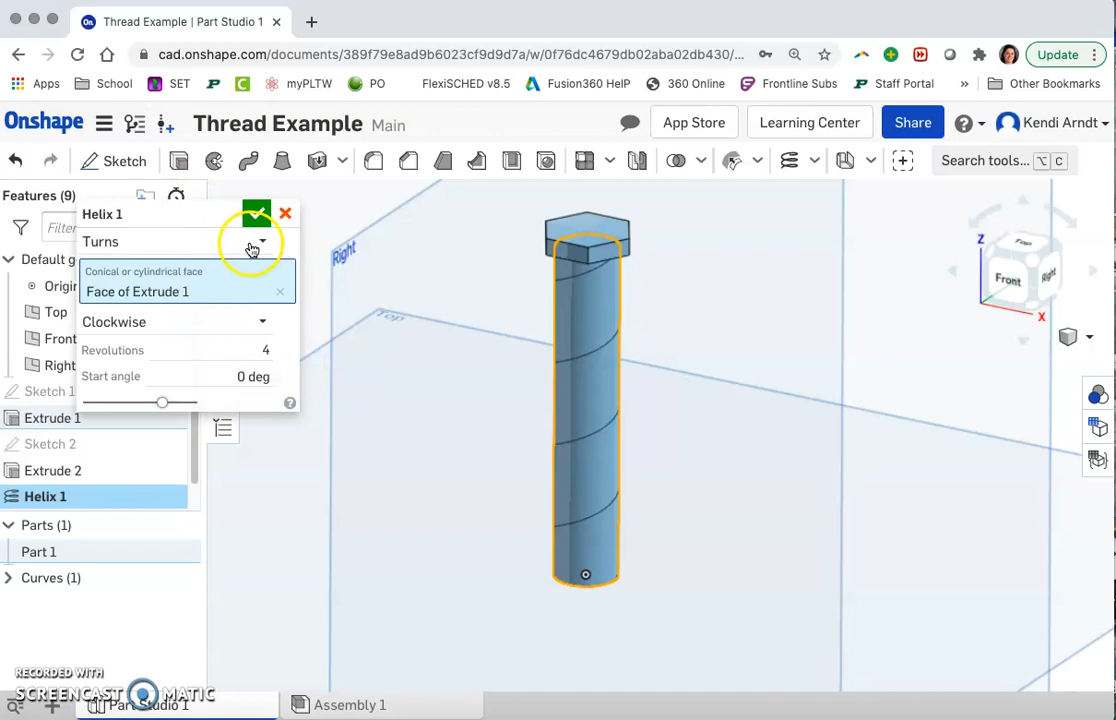 On Thread Example | Part Studio 1
cad.onshape.com/documents/389f79e8ad9b6023cf9d9d7a/w/0f76dc4679db02aba02db430/...
Update
Apps School SET P C myPLTW PO FlexiSCHED v8.5 Fusion360 HelP 360 Online Frontline Subs P Staff Portal » Other Bookmarks
Onshape Thread Example Main App Store Learning Center Share Kendi Arndt
Sketch Search tools... ⌥ C
Features (9)
Filter
Helix 1
Turns
Conical or cylindrical face
Face of Extrude 1
Clockwise
Revolutions 4
Start angle 0 deg
Default g
Origi
Top
Front
Right
Sketch 1
Extrude 1
Sketch 2
Extrude 2
Helix 1
Parts (1)
Part 1
Curves (1)
Right
Top
Z
Top
Front
Right
X
RECORDED WITH
SCREENCAST MATIC
Part Studio 1
Assembly 1